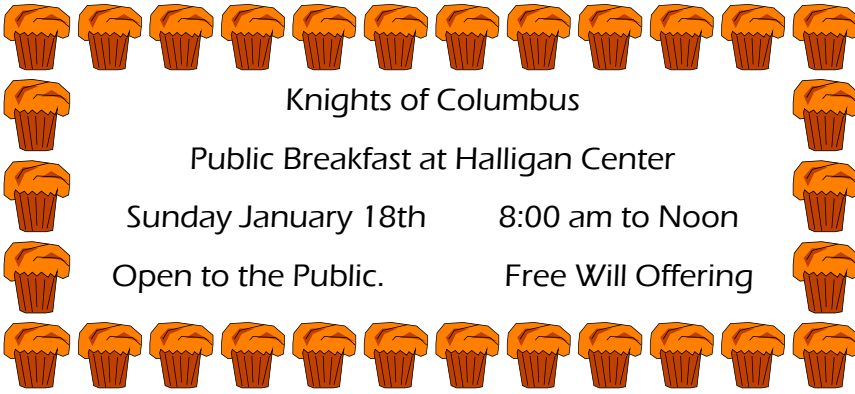 Knights of Columbus
Public Breakfast at Halligan Center
Sunday January 18th 8:00 am to Noon
Open to the Public. Free Will Offering